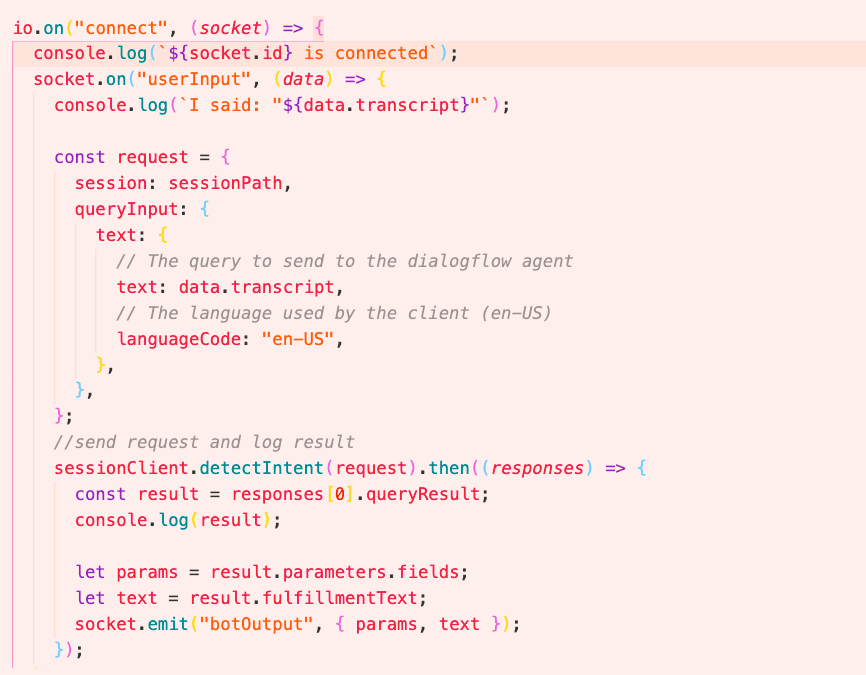 io.on("connect", (socket) => {
  console.log(`${socket.id} is connected`);
  socket.on("userInput", (data) => {
    console.log(`I said: "${data.transcript}"`);

    const request = {
      session: sessionPath,
      queryInput: {
        text: {
          // The query to send to the dialogflow agent
          text: data.transcript,
          // The language used by the client (en-US)
          languageCode: "en-US",
        },
      },
    };
    //send request and log result
    sessionClient.detectIntent(request).then((responses) => {
      const result = responses[0].queryResult;
      console.log(result);

      let params = result.parameters.fields;
      let text = result.fulfillmentText;
      socket.emit("botOutput", { params, text });
    });